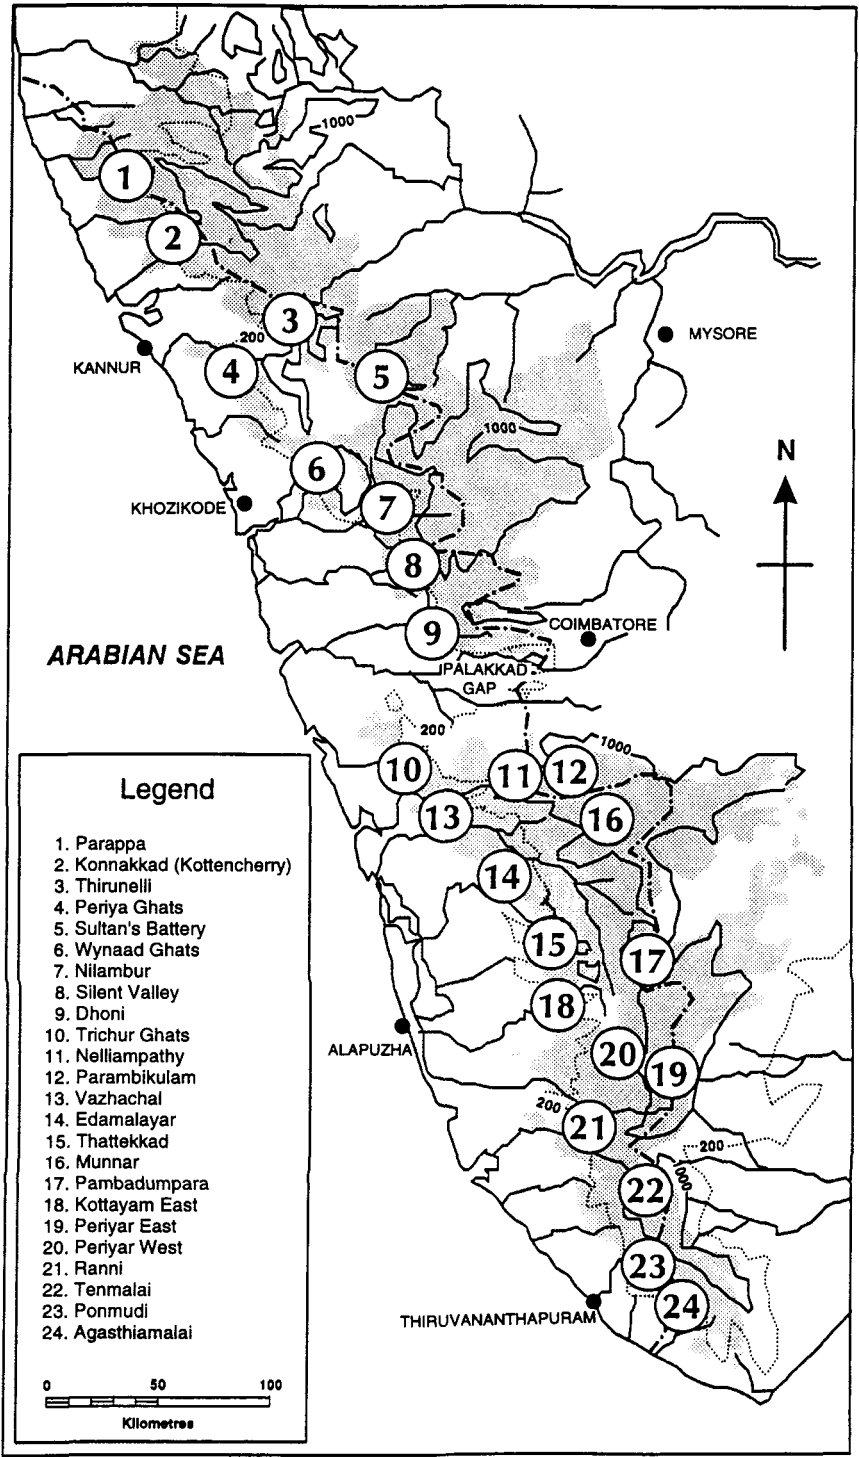 1000
1
2
3
200
MYSORE
KANNUR
4
5
1000
N
6
KHOZIKODE
7
8
COIMBATORE
9
ARABIAN SEA
PALAKKAD
GAP
200
1000
10
11
12
13
16
14
15
17
18
ALAPUZHA
20
19
200
21
200
1000
22
23
24
THIRUVANANTHAPURAM
Legend
1. Parappa
2. Konnakkad (Kottencherry)
3. Thirunelli
4. Periya Ghats
5. Sultan's Battery
6. Wynaad Ghats
7. Nilambur
8. Silent Valley
9. Dhoni
10. Trichur Ghats
11. Nelliampathy
12. Parambikulam
13. Vazhachal
14. Edamalayar
15. Thattekkad
16. Munnar
17. Pambadumpara
18. Kottayam East
19. Periyar East
20. Periyar West
21. Ranni
22. Tenmalai
23. Ponmudi
24. Agasthiamalai
0 50 100
Kilometres